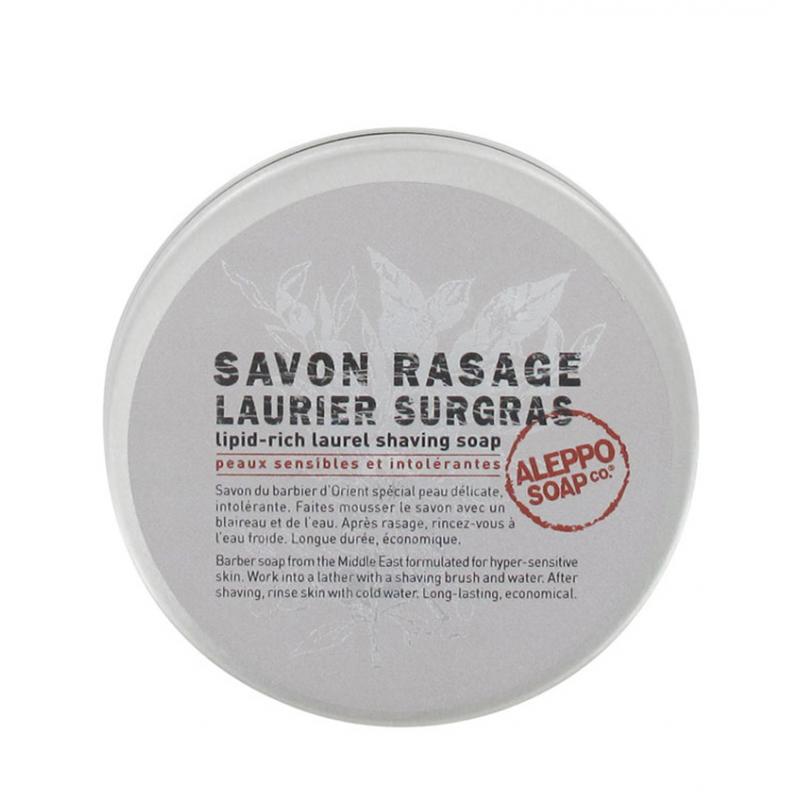 SAVON RASAGE
LAURIER SURGRAS
lipid-rich laurel shaving soap
peaux sensibles et intolérantes
ALEPPO
SOAP CO.®
Savon du barbier d'Orient spécial peau délicate,
intolérante. Faites mousser le savon avec un
blaireau et de l'eau. Après rasage, rincez-vous à
l'eau froide. Longue durée, économique.
Barber soap from the Middle East formulated for hyper-sensitive
skin. Work into a lather with a shaving brush and water. After
shaving, rinse skin with cold water. Long-lasting, economical.